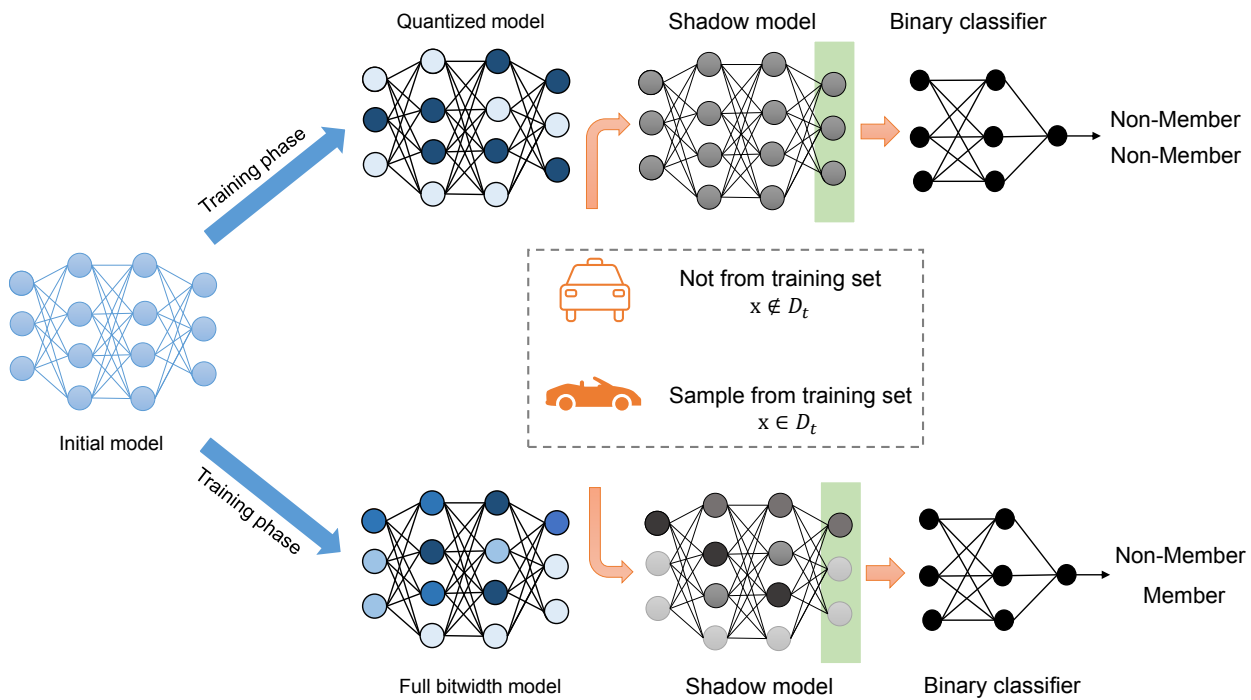 Quantized model
Shadow model
Binary classifier
Training phase
Non-Member
Non-Member
Not from training set
x ∉ D_t
Sample from training set
x ∈ D_t
Initial model
Training phase
Non-Member
Member
Full bitwidth model
Shadow model
Binary classifier